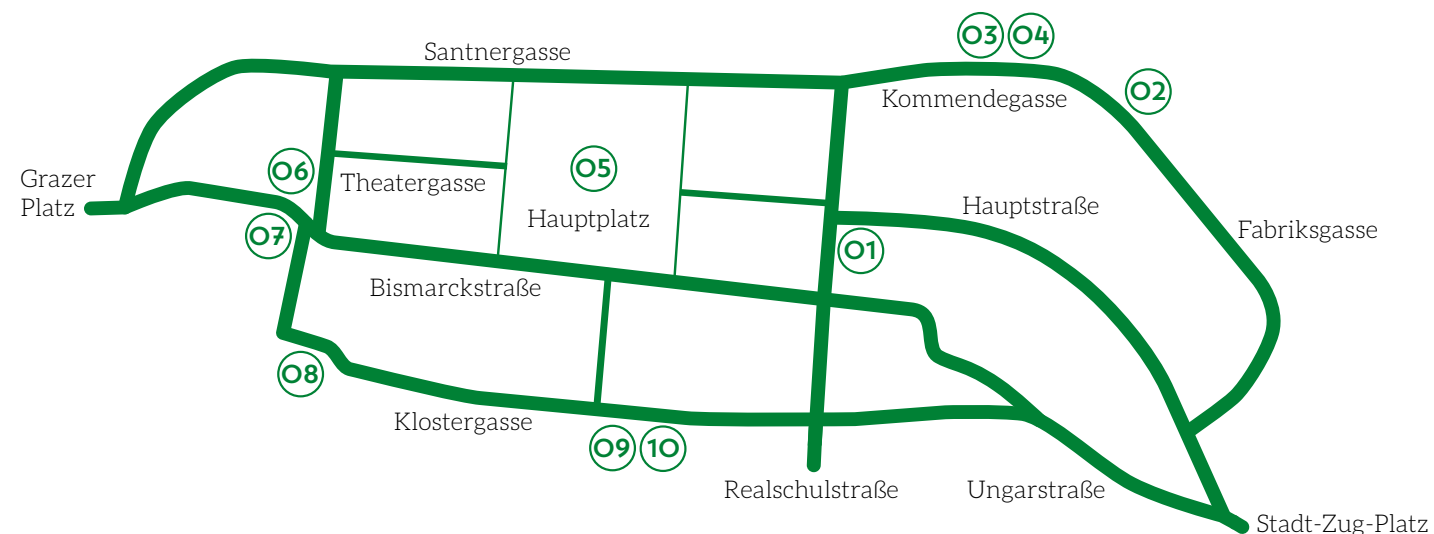 03 04
Santnergasse
02
Kommendegasse
06
05
Grazer
Platz
Theatergasse
Hauptstraße
Hauptplatz
07
01
Fabriksgasse
Bismarckstraße
08
Klostergasse
09 10
Realschulstraße
Ungarstraße
Stadt-Zug-Platz